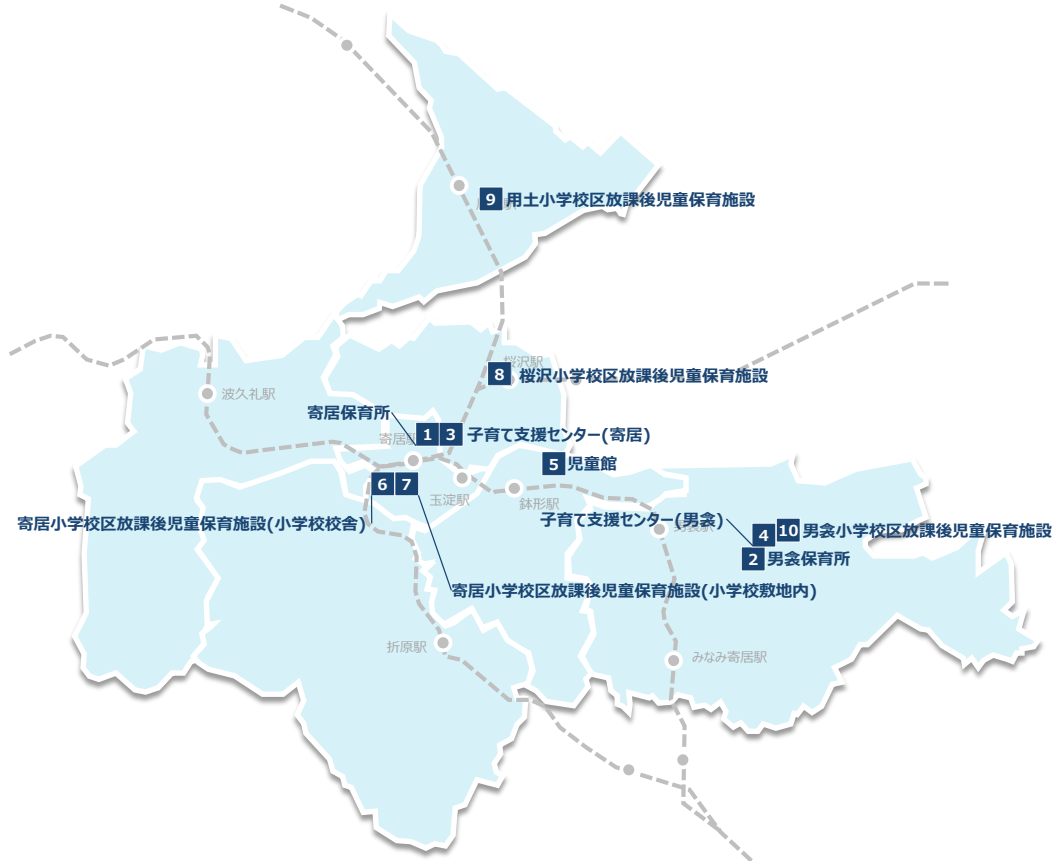 9 用土小学校区放課後児童保育施設
桜沢駅
8 桜沢小学校区放課後児童保育施設
波久礼駅
寄居保育所
寄居駅
1 3 子育て支援センター(寄居)
5 児童館
6 7
玉淀駅
鉢形駅
寄居小学校区放課後児童保育施設(小学校校舎)
子育て支援センター(男衾)
男衾駅
4 10 男衾小学校区放課後児童保育施設
2 男衾保育所
寄居小学校区放課後児童保育施設(小学校敷地内)
折原駅
みなみ寄居駅